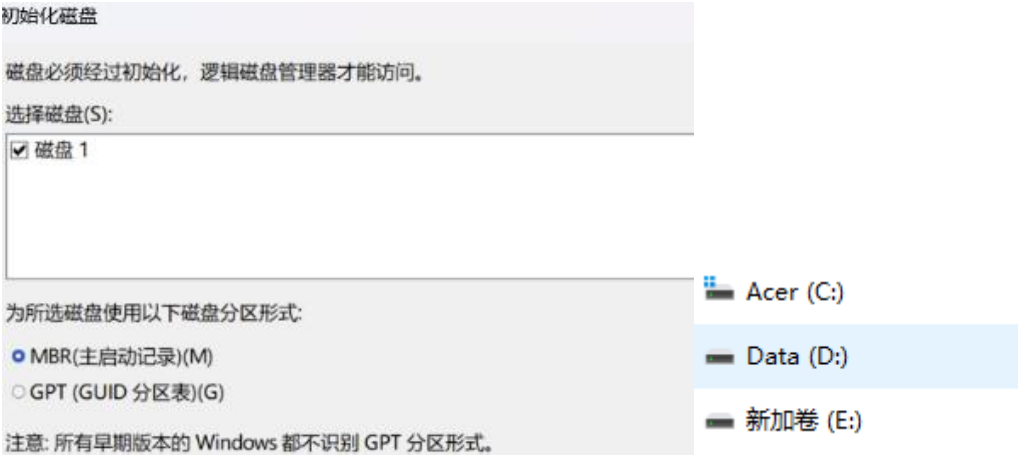 初始化磁盘
磁盘必须经过初始化，逻辑磁盘管理器才能访问。
选择磁盘(S):
磁盘 1
为所选磁盘使用以下磁盘分区形式:
MBR(主启动记录)(M)
GPT (GUID 分区表)(G)
注意: 所有早期版本的 Windows 都不识别 GPT 分区形式。
Acer (C:)
Data (D:)
新加卷 (E:)